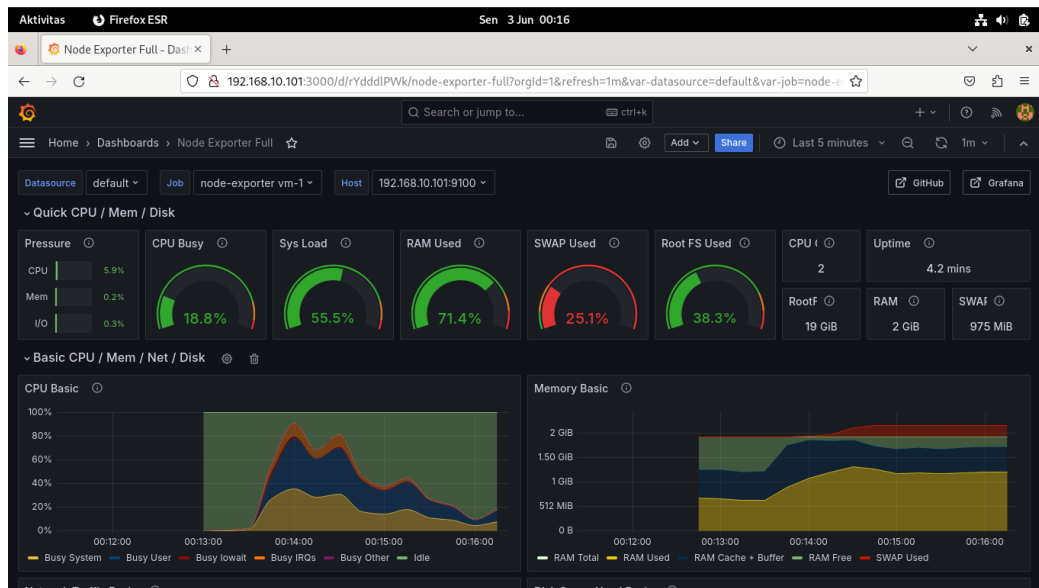 Aktivitas Firefox ESR Sen 3 Jun 00:16
Node Exporter Full - Dash
192.168.10.101:3000/d/rYdddlPWk/node-exporter-full?orgId=1&refresh=1m&var-datasource=default&var-job=node-e
Search or jump to... ctrl+k
Home › Dashboards › Node Exporter Full Add Share Last 5 minutes 1m
Datasource default Job node-exporter vm-1 Host 192.168.10.101:9100 GitHub Grafana
Quick CPU / Mem / Disk
Pressure CPU Busy Sys Load RAM Used SWAP Used Root FS Used CPU ( Uptime
CPU 5.9%
Mem 0.2%
I/O 0.3%
18.8% 55.5% 71.4% 25.1% 38.3%
2 4.2 mins
RootF RAM SWAF
19 GiB 2 GiB 975 MiB
Basic CPU / Mem / Net / Disk
CPU Basic
100%
80%
60%
40%
20%
0%
00:12:00 00:13:00 00:14:00 00:15:00 00:16:00
Busy System Busy User Busy Iowait Busy IRQs Busy Other Idle
Memory Basic
2 GiB
1.50 GiB
1 GiB
512 MiB
0 B
00:12:00 00:13:00 00:14:00 00:15:00 00:16:00
RAM Total RAM Used RAM Cache + Buffer RAM Free SWAP Used